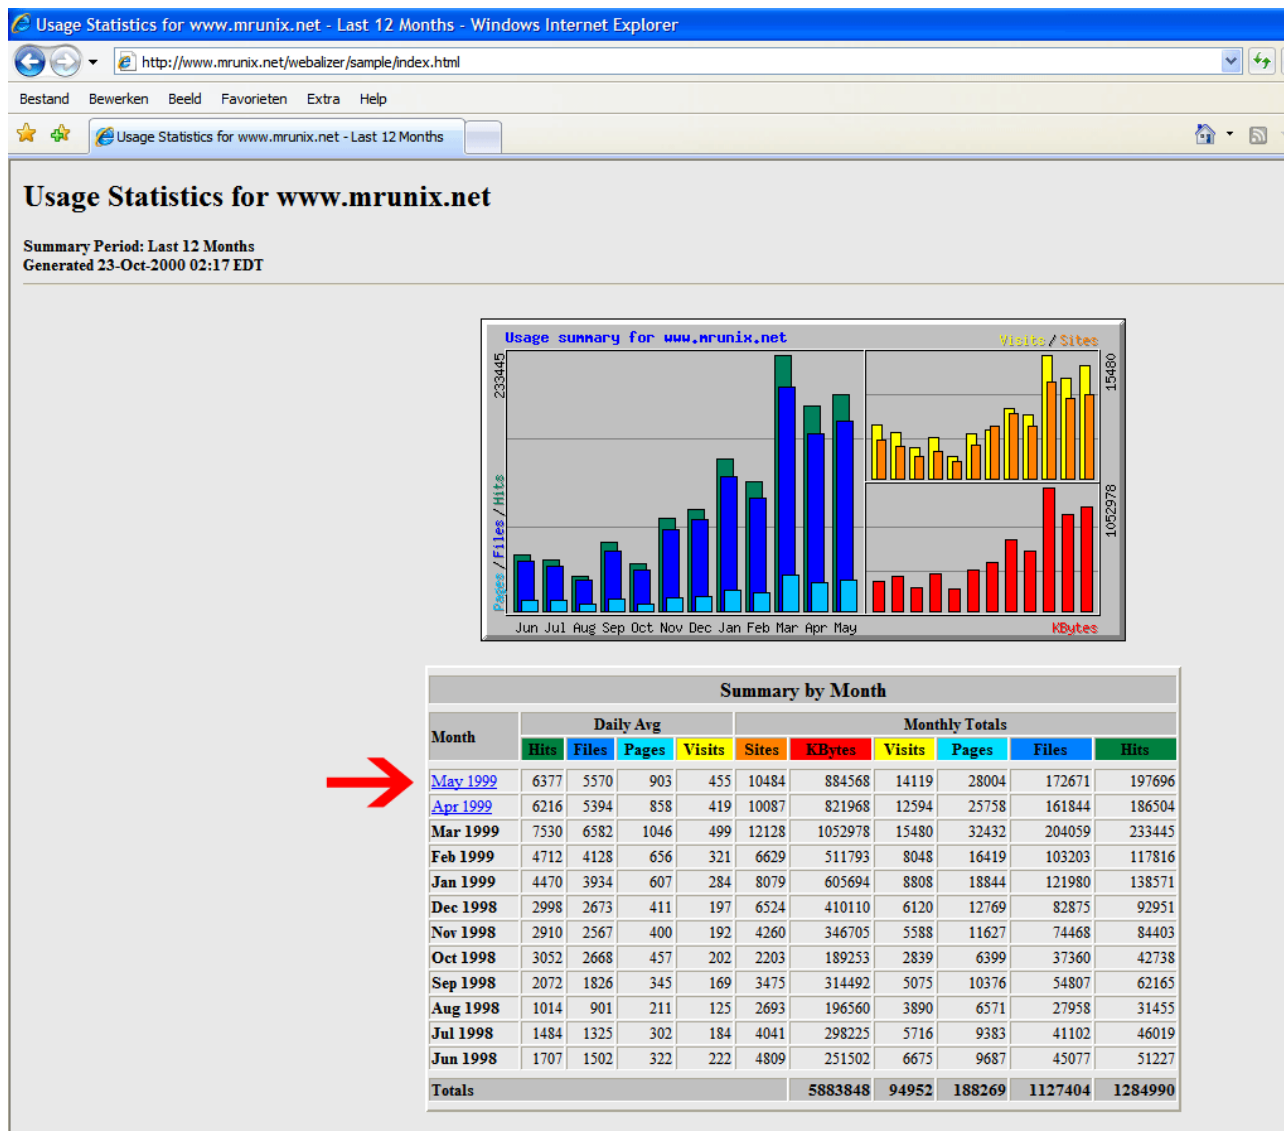 Usage Statistics for www.mrunix.net - Last 12 Months - Windows Internet Explorer
http://www.mrunix.net/webalizer/sample/index.html
Bestand Bewerken Beeld Favorieten Extra Help
Usage Statistics for www.mrunix.net - Last 12 Months
Usage Statistics for www.mrunix.net
Summary Period: Last 12 Months
Generated 23-Oct-2000 02:17 EDT
Usage summary for www.mrunix.net
Visits/Sites
233445
15480
Pages/Files/Hits
1052978
Jun Jul Aug Sep Oct Nov Dec Jan Feb Mar Apr May
KBytes
Summary by Month
Month Daily Avg Monthly Totals
Hits Files Pages Visits Sites KBytes Visits Pages Files Hits
May 1999 6377 5570 903 455 10484 884568 14119 28004 172671 197696
Apr 1999 6216 5394 858 419 10087 821968 12594 25758 161844 186504
Mar 1999 7530 6582 1046 499 12128 1052978 15480 32432 204059 233445
Feb 1999 4712 4128 656 321 6629 511793 8048 16419 103203 117816
Jan 1999 4470 3934 607 284 8079 605694 8808 18844 121980 138571
Dec 1998 2998 2673 411 197 6524 410110 6120 12769 82875 92951
Nov 1998 2910 2567 400 192 4260 346705 5588 11627 74468 84403
Oct 1998 3052 2668 457 202 2203 189253 2839 6399 37360 42738
Sep 1998 2072 1826 345 169 3475 314492 5075 10376 54807 62165
Aug 1998 1014 901 211 125 2693 196560 3890 6571 27958 31455
Jul 1998 1484 1325 302 184 4041 298225 5716 9383 41102 46019
Jun 1998 1707 1502 322 222 4809 251502 6675 9687 45077 51227
Totals 5883848 94952 188269 1127404 1284990